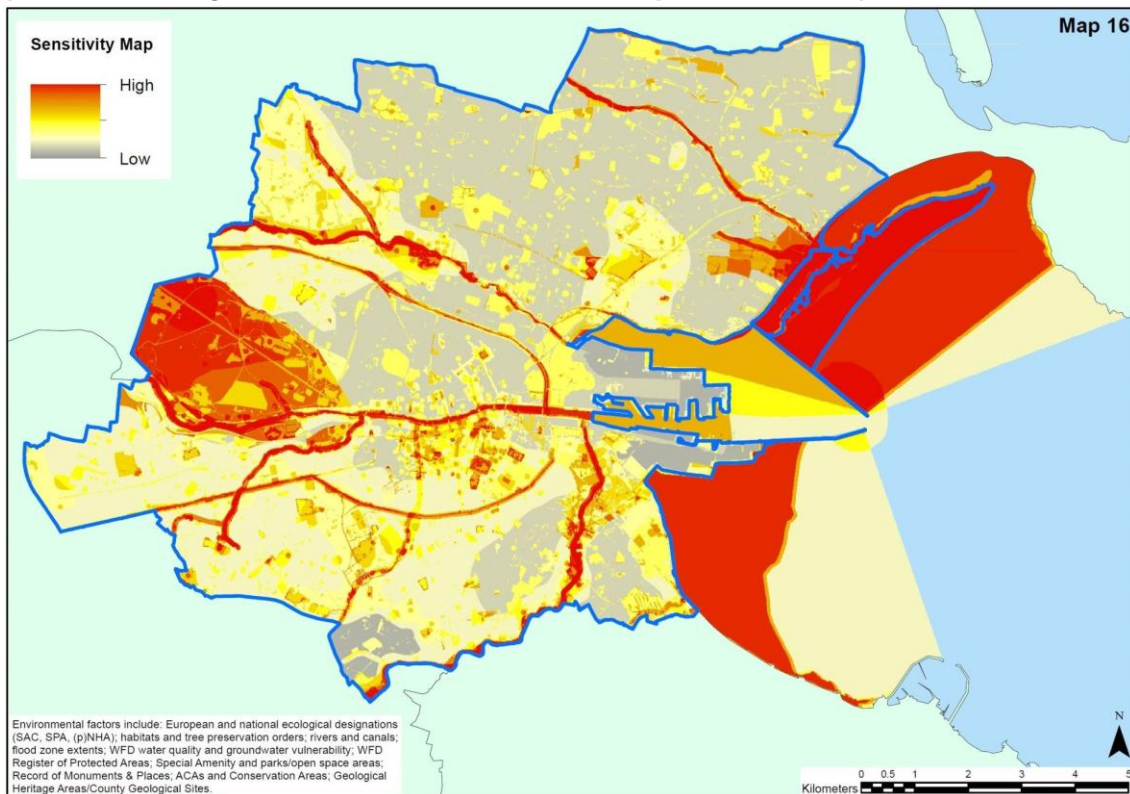 Map 16
Sensitivity Map
High
Low
Environmental factors include: European and national ecological designations
(SAC, SPA, (p)NHA); habitats and tree preservation orders; rivers and canals;
flood zone extents; WFD water quality and groundwater vulnerability; WFD
Register of Protected Areas; Special Amenity and parks/open space areas;
Record of Monuments & Places; ACAs and Conservation Areas; Geological
Heritage Areas/County Geological Sites.
N
0 0.5 1 2 3 4 5
Kilometers